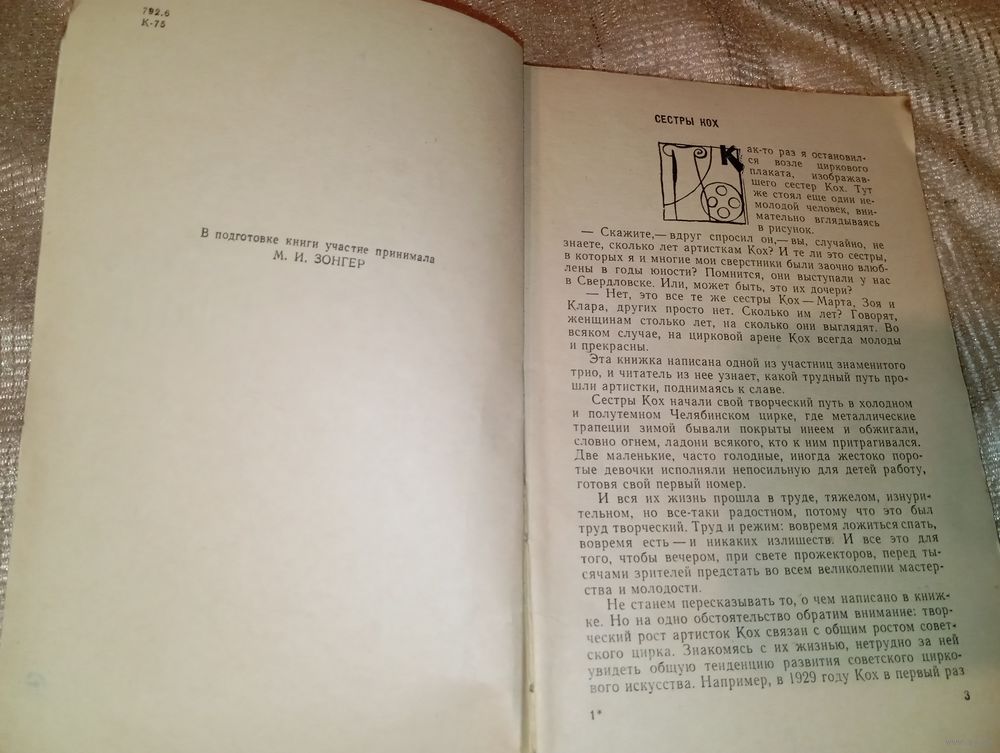 792.6
К-75
В подготовке книги участие принимала
М. И. ЗОНГЕР
СЕСТРЫ КОХ
Как-то раз я остановил-
ся возле циркового
плаката, изображав-
шего сестер Кох. Тут
же стоял еще один не-
молодой человек, вни-
мательно вглядываясь
в рисунок.
— Скажите,— вдруг спросил он,— вы, случайно, не
знаете, сколько лет артисткам Кох? И те ли это сестры,
в которых я и многие мои сверстники были заочно влюб-
лены в годы юности? Помнится, они выступали у нас
в Свердловске. Или, может быть, это их дочери?
— Нет, это все те же сестры Кох — Марта, Зоя и
Клара, других просто нет. Сколько им лет? Говорят,
женщинам столько лет, на сколько они выглядят. Во
всяком случае, на цирковой арене Кох всегда молоды
и прекрасны.
Эта книжка написана одной из участниц знаменитого
трио, и читатель из нее узнает, какой трудный путь про-
шли артистки, поднимаясь к славе.
Сестры Кох начали свой творческий путь в холодном
и полутемном Челябинском цирке, где металлические
трапеции зимой бывали покрыты инеем и обжигали,
словно огнем, ладони всякого, кто к ним притрагивался.
Две маленькие, часто голодные, иногда жестоко поро-
тые девочки исполняли непосильную для детей работу,
готовя свой первый номер.
И вся их жизнь прошла в труде, тяжелом, изнури-
тельном, но все-таки радостном, потому что это был
труд творческий. Труд и режим: вовремя ложиться спать,
вовремя есть — и никаких излишеств. И все это для
того, чтобы вечером, при свете прожекторов, перед ты-
сячами зрителей предстать во всем великолепии мастер-
ства и молодости.
Не станем пересказывать то, о чем написано в книж-
ке. Но на одно обстоятельство обратим внимание: твор-
ческий рост артисток Кох связан с общим ростом совет-
ского цирка. Знакомясь с их жизнью, нетрудно за ней
увидеть общую тенденцию развития советского цирко-
вого искусства. Например, в 1929 году Кох в первый раз
1*
3